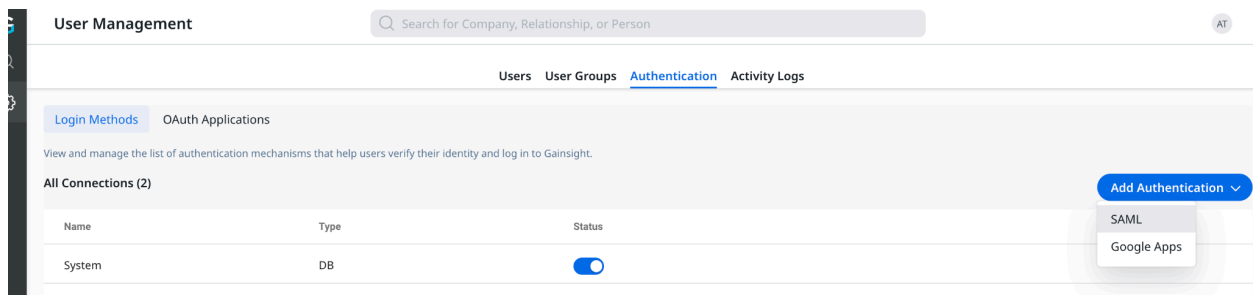 User Management
Search for Company, Relationship, or Person
AT
Users User Groups Authentication Activity Logs
Login Methods OAuth Applications
View and manage the list of authentication mechanisms that help users verify their identity and log in to Gainsight.
All Connections (2)
Add Authentication
SAML
Google Apps
Name Type Status
System DB